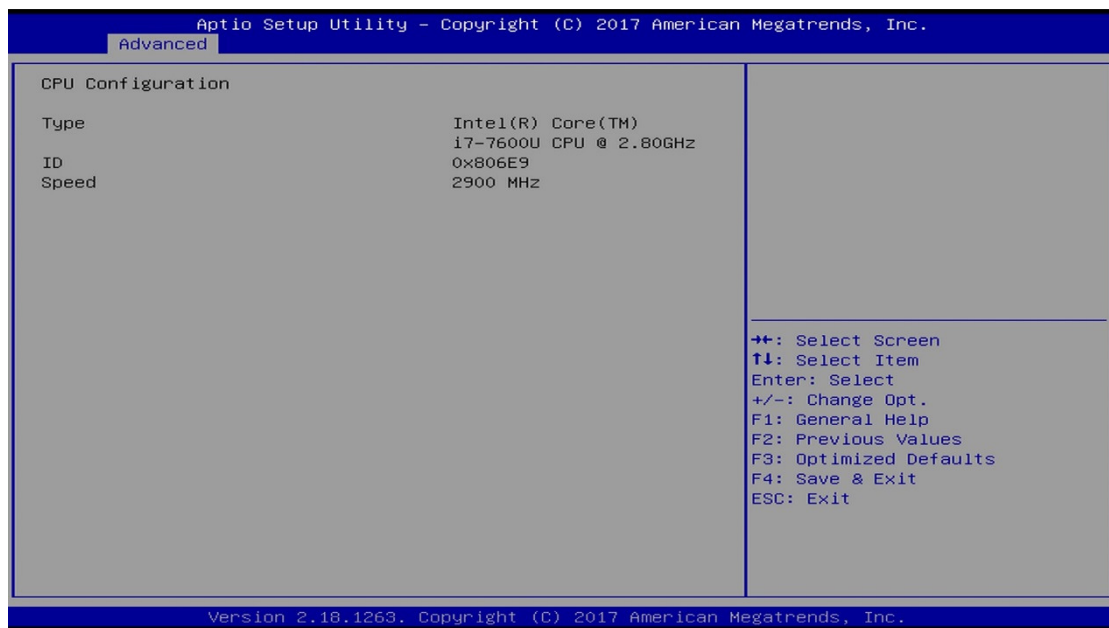 Aptio Setup Utility – Copyright (C) 2017 American Megatrends, Inc.
Advanced
CPU Configuration
Type Intel(R) Core(TM)
i7-7600U CPU @ 2.80GHz
ID 0x806E9
Speed 2900 MHz
→←: Select Screen
↑↓: Select Item
Enter: Select
+/-: Change Opt.
F1: General Help
F2: Previous Values
F3: Optimized Defaults
F4: Save & Exit
ESC: Exit
Version 2.18.1263. Copyright (C) 2017 American Megatrends, Inc.